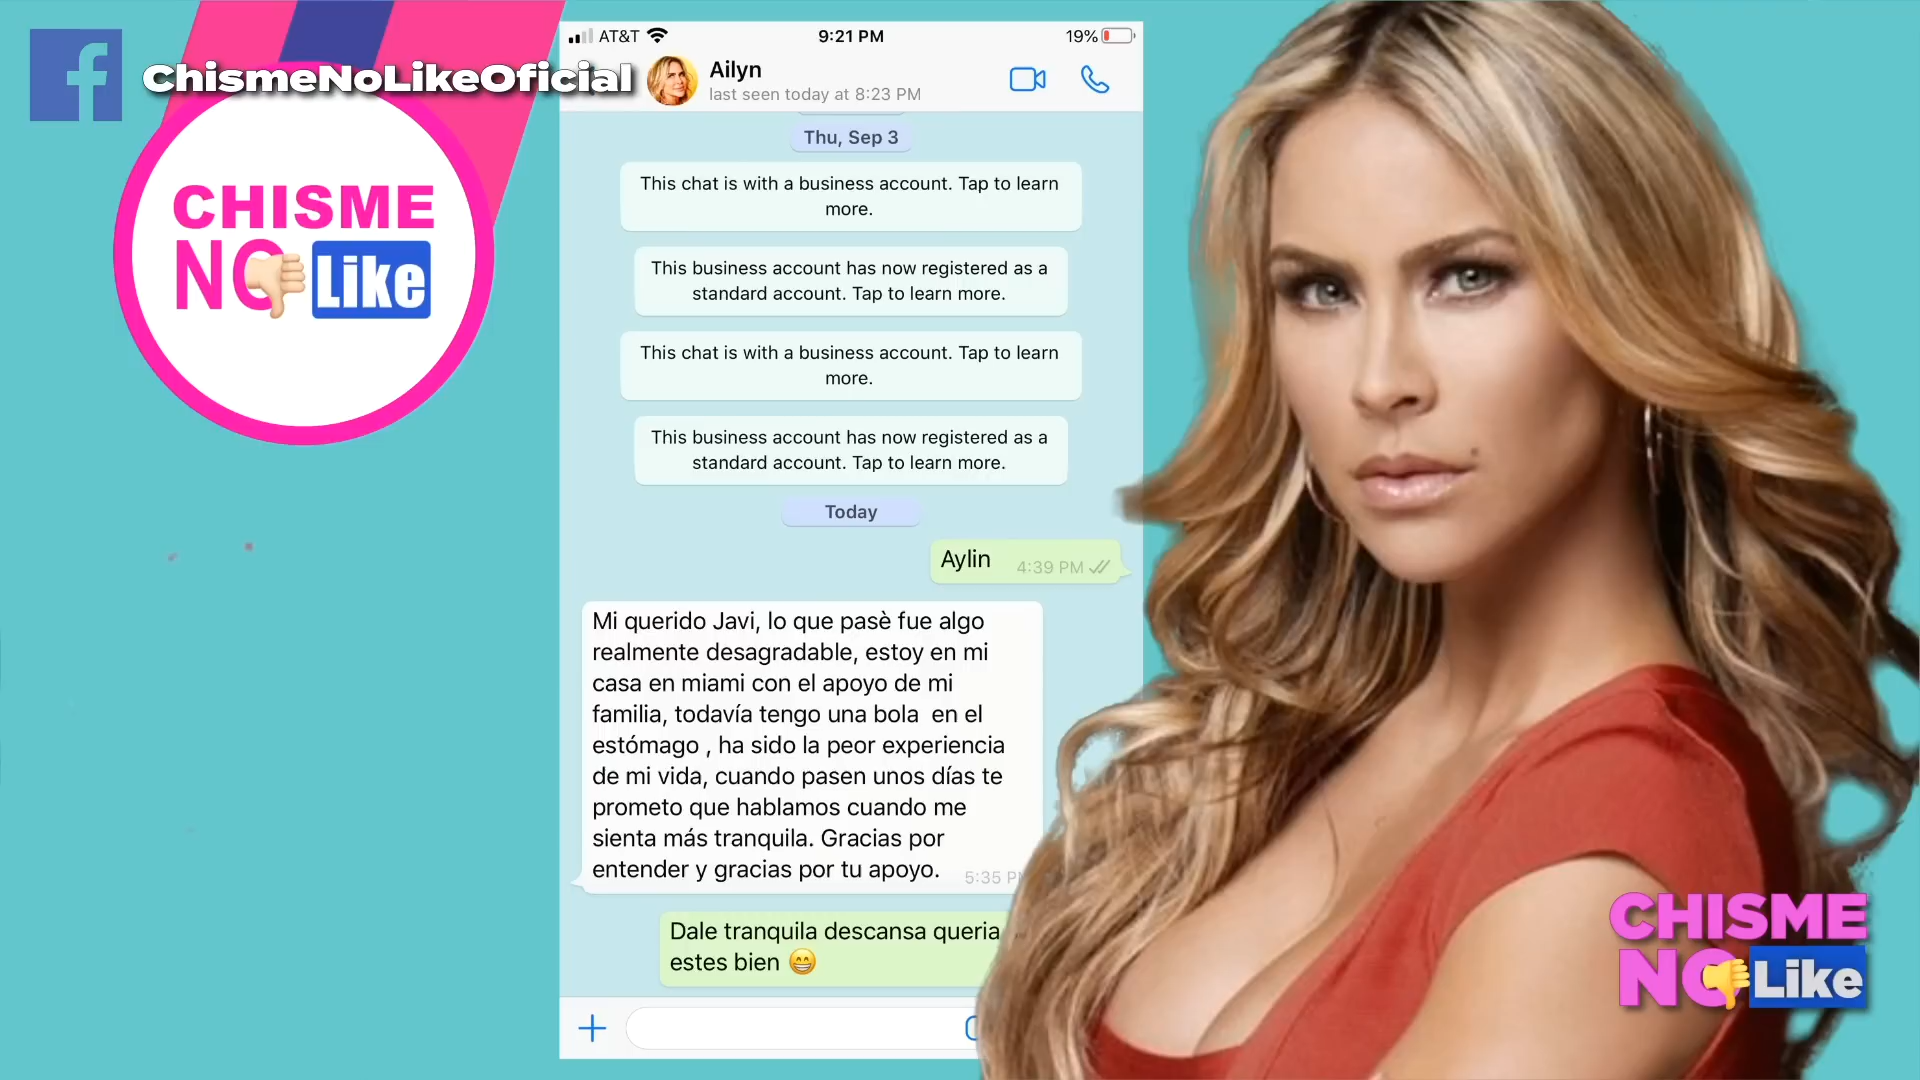 ChismeNoLikeOficial
CHISME
NO Like
AT&T
9:21 PM
19%
Ailyn
last seen today at 8:23 PM
Thu, Sep 3
This chat is with a business account. Tap to learn
more.
This business account has now registered as a
standard account. Tap to learn more.
This chat is with a business account. Tap to learn
more.
This business account has now registered as a
standard account. Tap to learn more.
Today
Aylin 4:39 PM
Mi querido Javi, lo que pasè fue algo
realmente desagradable, estoy en mi
casa en miami con el apoyo de mi
familia, todavía tengo una bola en el
estómago , ha sido la peor experiencia
de mi vida, cuando pasen unos días te
prometo que hablamos cuando me
sienta más tranquila. Gracias por
entender y gracias por tu apoyo. 5:35
Dale tranquila descansa queria
estes bien 😁
CHISME
NO Like